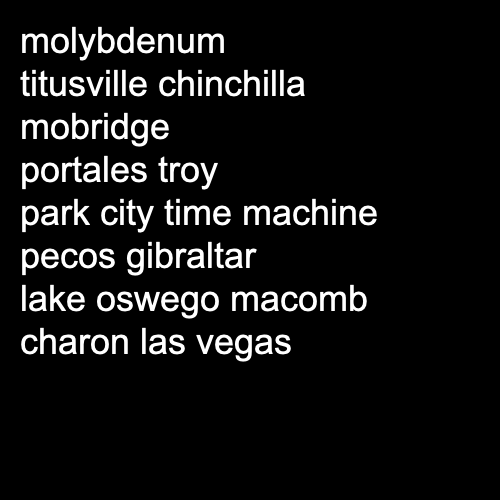 molybdenum
titusville chinchilla
mobridge
portales troy
park city time machine
pecos gibraltar
lake oswego macomb
charon las vegas